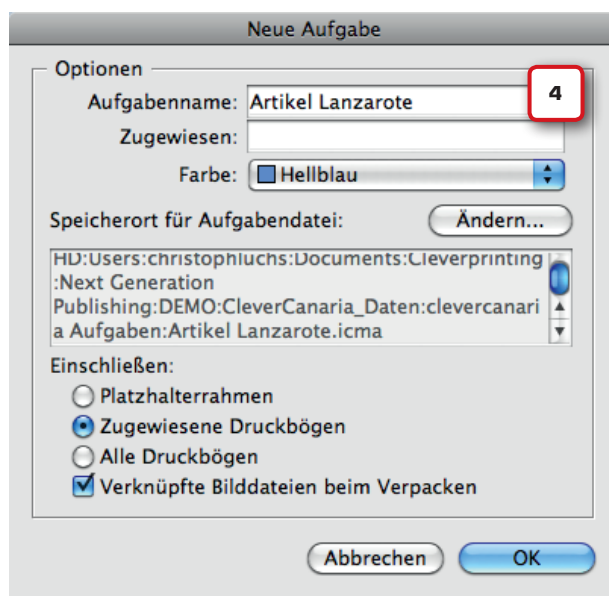 Neue Aufgabe
Optionen
Aufgabenname: Artikel Lanzarote
4
Zugewiesen:
Farbe: Hellblau
Speicherort für Aufgabendatei: Ändern...
HD:Users:christophluchs:Documents:Cleverprinting
:Next Generation
Publishing:DEMO:CleverCanaria_Daten:clevercanari
a Aufgaben:Artikel Lanzarote.icma
Einschließen:
Platzhalterrahmen
Zugewiesene Druckbögen
Alle Druckbögen
Verknüpfte Bilddateien beim Verpacken
Abbrechen OK